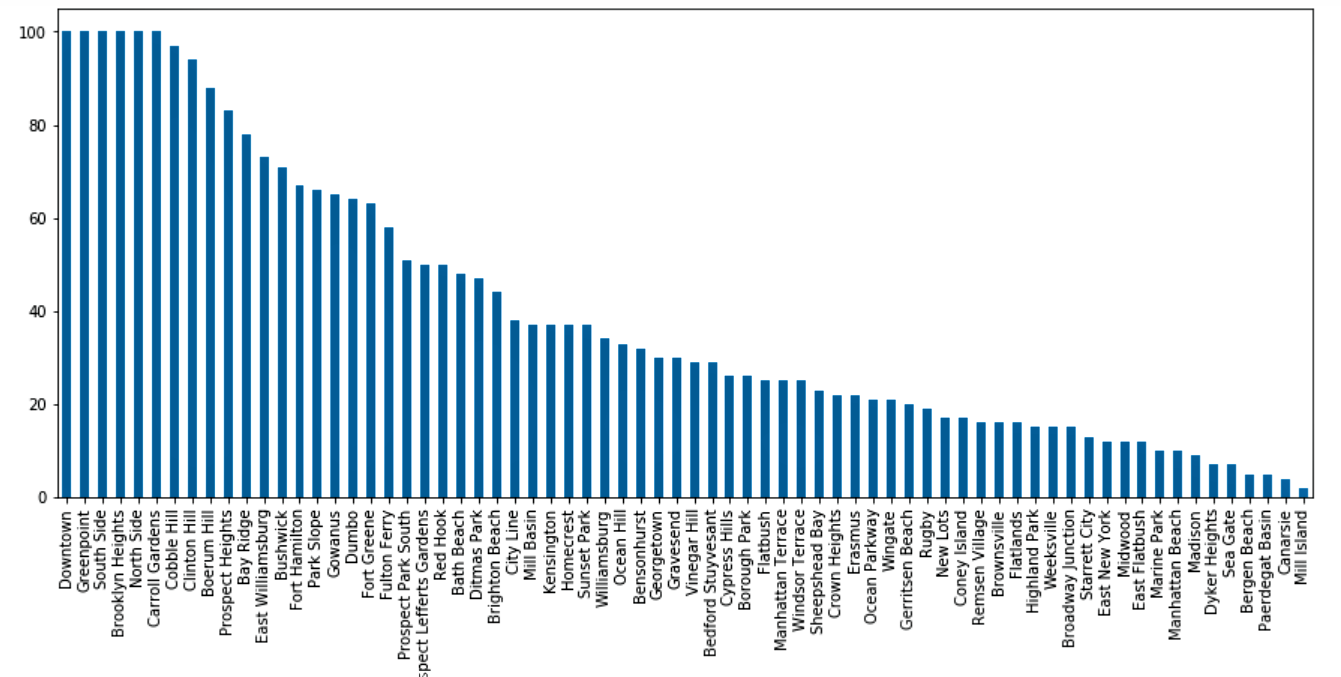 100
80
60
40
20
0
Downtown
Greenpoint
South Side
Brooklyn Heights
North Side
Carroll Gardens
Cobble Hill
Clinton Hill
Boerum Hill
Prospect Heights
Bay Ridge
East Williamsburg
Bushwick
Fort Hamilton
Park Slope
Gowanus
Dumbo
Fort Greene
Fulton Ferry
Prospect Park South
spect Lefferts Gardens
Red Hook
Bath Beach
Ditmas Park
Brighton Beach
City Line
Mill Basin
Kensington
Homecrest
Sunset Park
Williamsburg
Ocean Hill
Bensonhurst
Georgetown
Gravesend
Vinegar Hill
Bedford Stuyvesant
Cypress Hills
Borough Park
Flatbush
Manhattan Terrace
Windsor Terrace
Sheepshead Bay
Crown Heights
Erasmus
Ocean Parkway
Wingate
Gerritsen Beach
Rugby
New Lots
Coney Island
Remsen Village
Brownsville
Flatlands
Highland Park
Weeksville
Broadway Junction
Starrett City
East New York
Midwood
East Flatbush
Marine Park
Manhattan Beach
Madison
Dyker Heights
Sea Gate
Bergen Beach
Paerdegat Basin
Canarsie
Mill Island